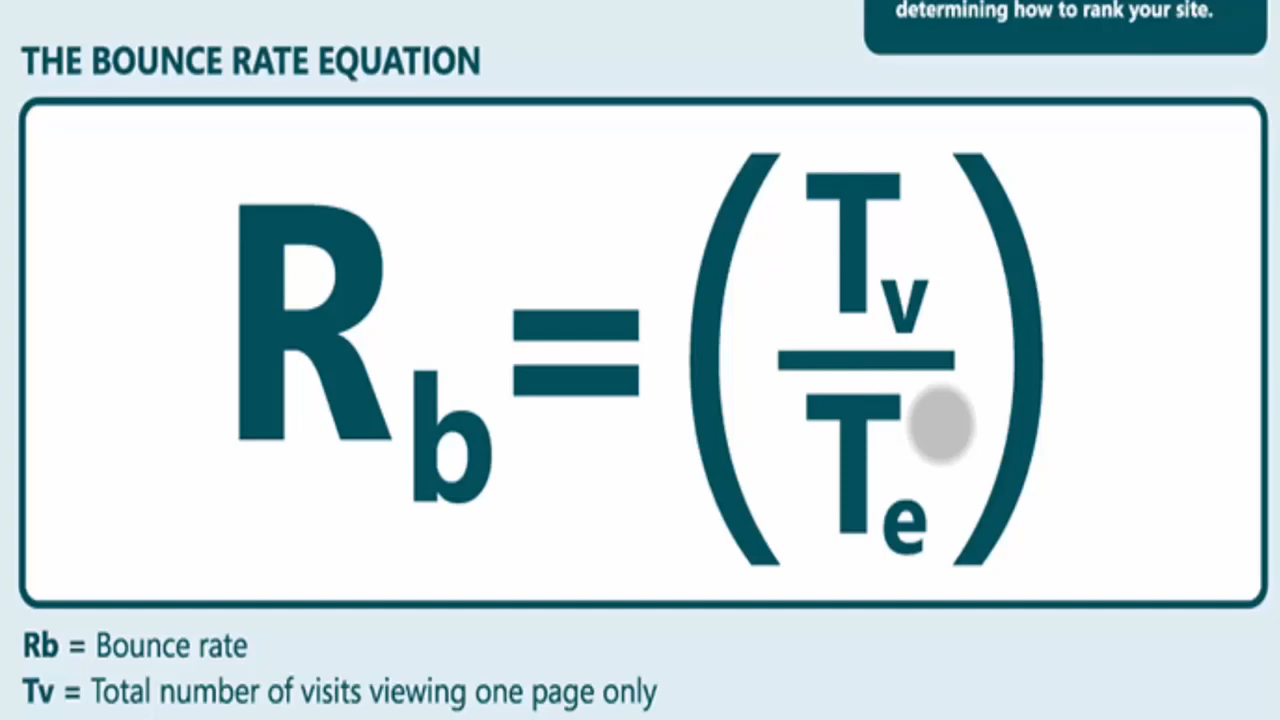 determining how to rank your site.
THE BOUNCE RATE EQUATION
Rb = (Tv/Te)
Rb = Bounce rate
Tv = Total number of visits viewing one page only